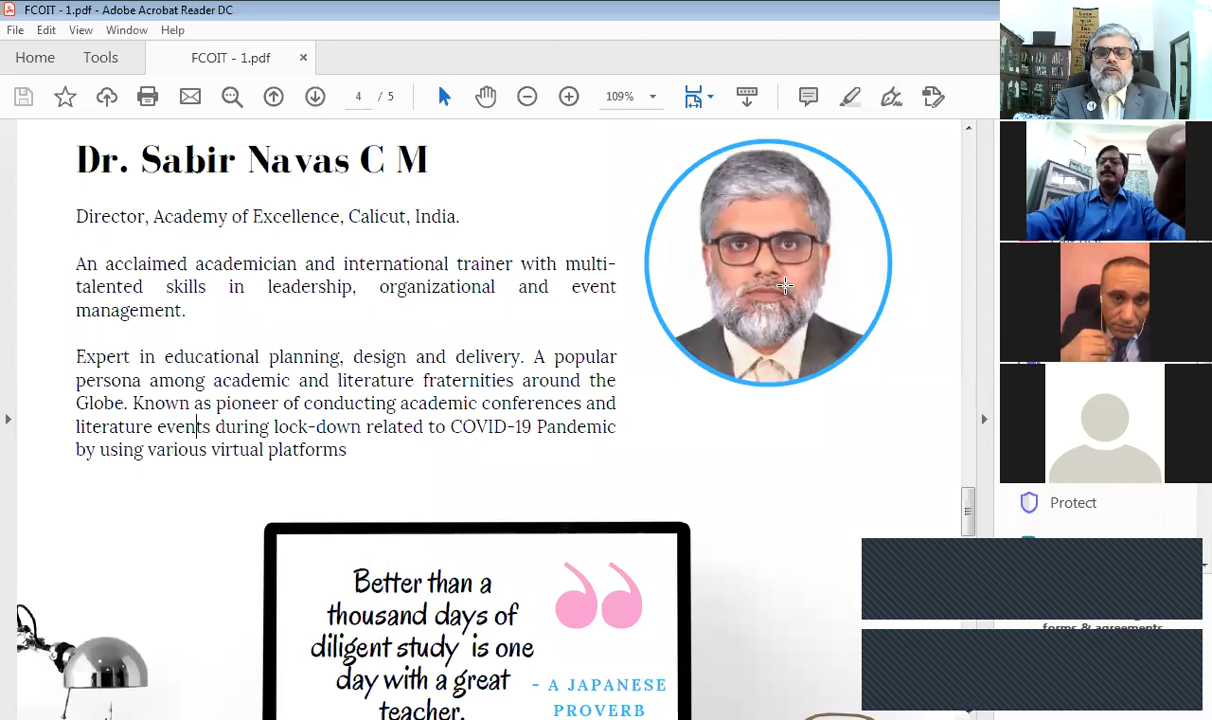 FCOIT - 1.pdf - Adobe Acrobat Reader DC
File Edit View Window Help
Home Tools FCOIT - 1.pdf ×
4 / 5 109%
Dr. Sabir Navas C M
Director, Academy of Excellence, Calicut, India.
An acclaimed academician and international trainer with multi-
talented skills in leadership, organizational and event
management.
Expert in educational planning, design and delivery. A popular
persona among academic and literature fraternities around the
Globe. Known as pioneer of conducting academic conferences and
literature events during lock-down related to COVID-19 Pandemic
by using various virtual platforms
Better than a
thousand days of
diligent study is one
day with a great
teacher.
- A JAPANESE
PROVERB
Protect
forms & agreements